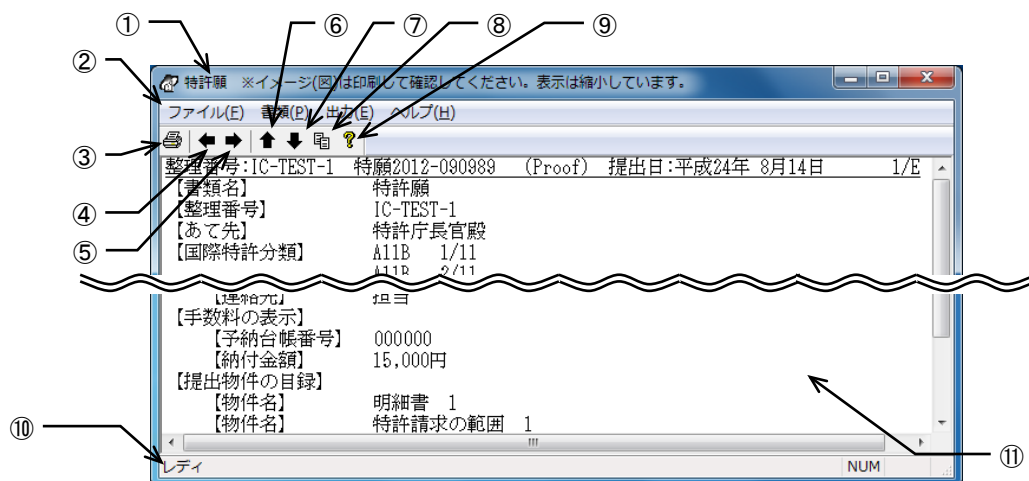 ① ⑥ ⑦ ⑧ ⑨
②
特許願 ※イメージ(図)は印刷して確認してください。表示は縮小しています。
ファイル(F) 書類(P) 出力(E) ヘルプ(H)
③
整理番号:IC-TEST-1 特願2012-090989 (Proof) 提出日:平成24年 8月14日 1/E
【書類名】 特許願
【整理番号】 IC-TEST-1
④
【あて先】 特許庁長官殿
⑤
【国際特許分類】 A11B 1/11
A11B 2/11
【連絡先】 担当
【手数料の表示】
【予納台帳番号】 000000
【納付金額】 15,000円
【提出物件の目録】
【物件名】 明細書 1
【物件名】 特許請求の範囲 1
⑩
⑪
レディ NUM